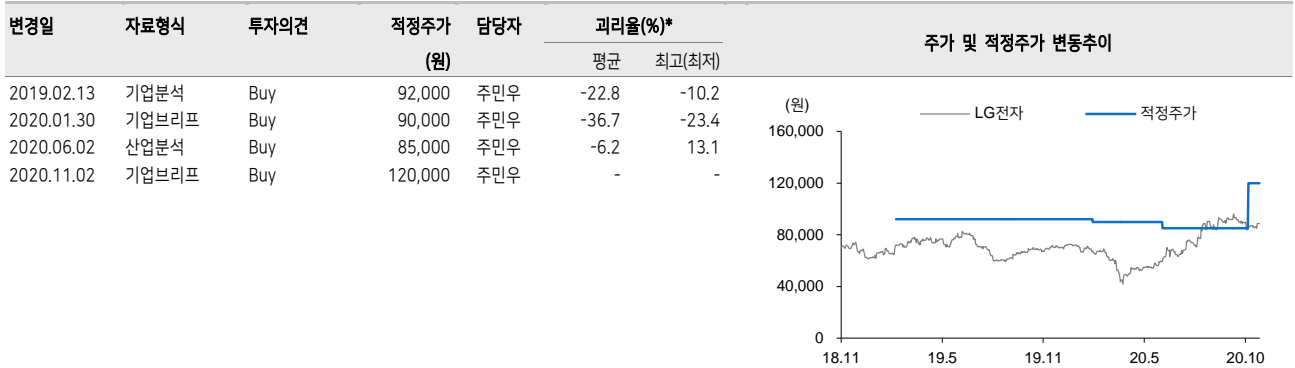 변경일 자료형식 투자의견 적정주가 담당자 괴리율(%)*
(원) 평균 최고(최저)
2019.02.13 기업분석 Buy 92,000 주민우 -22.8 -10.2
2020.01.30 기업브리프 Buy 90,000 주민우 -36.7 -23.4
2020.06.02 산업분석 Buy 85,000 주민우 -6.2 13.1
2020.11.02 기업브리프 Buy 120,000 주민우 - -
주가 및 적정주가 변동추이
(원) LG전자 적정주가
160,000
120,000
80,000
40,000
0
18.11 19.5 19.11 20.5 20.10